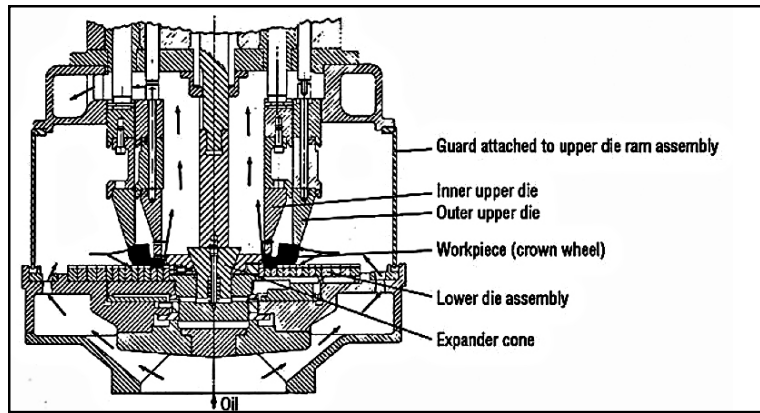 Guard attached to upper die ram assembly
Inner upper die
Outer upper die
Workpiece (crown wheel)
Lower die assembly
Expander cone
Oil